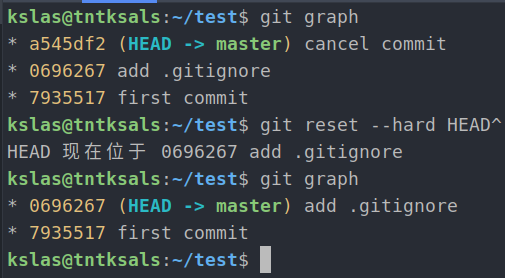 kslas@tntksals:~/test$ git graph
* a545df2 (HEAD -> master) cancel commit
* 0696267 add .gitignore
* 7935517 first commit
kslas@tntksals:~/test$ git reset --hard HEAD^
HEAD 现在位于 0696267 add .gitignore
kslas@tntksals:~/test$ git graph
* 0696267 (HEAD -> master) add .gitignore
* 7935517 first commit
kslas@tntksals:~/test$